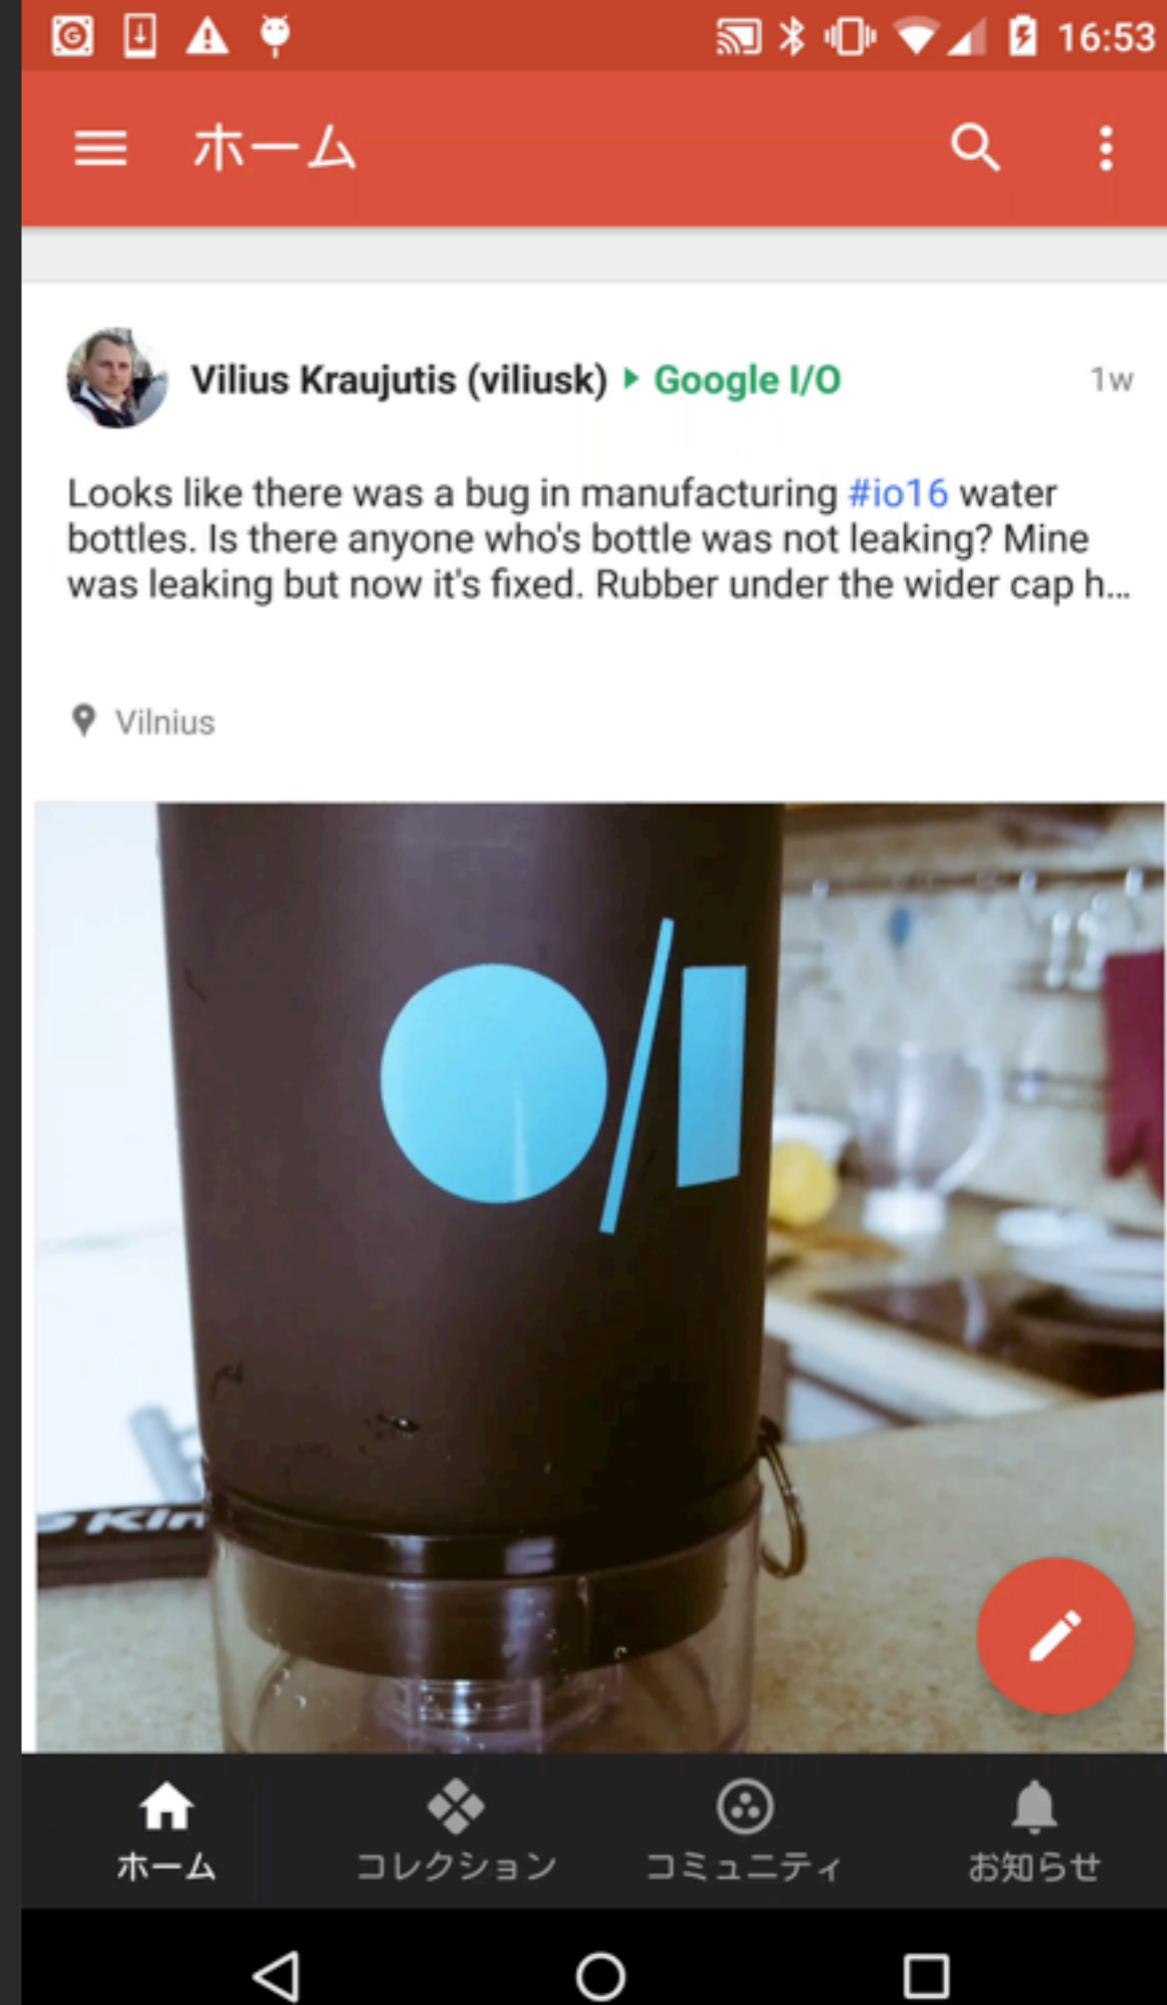 16:53
ホーム
Vilius Kraujutis (viliusk) ▸ Google I/O 1w
Looks like there was a bug in manufacturing #io16 water
bottles. Is there anyone who's bottle was not leaking? Mine
was leaking but now it's fixed. Rubber under the wider cap h...
Vilnius
Kin
ホーム コレクション コミュニティ お知らせ